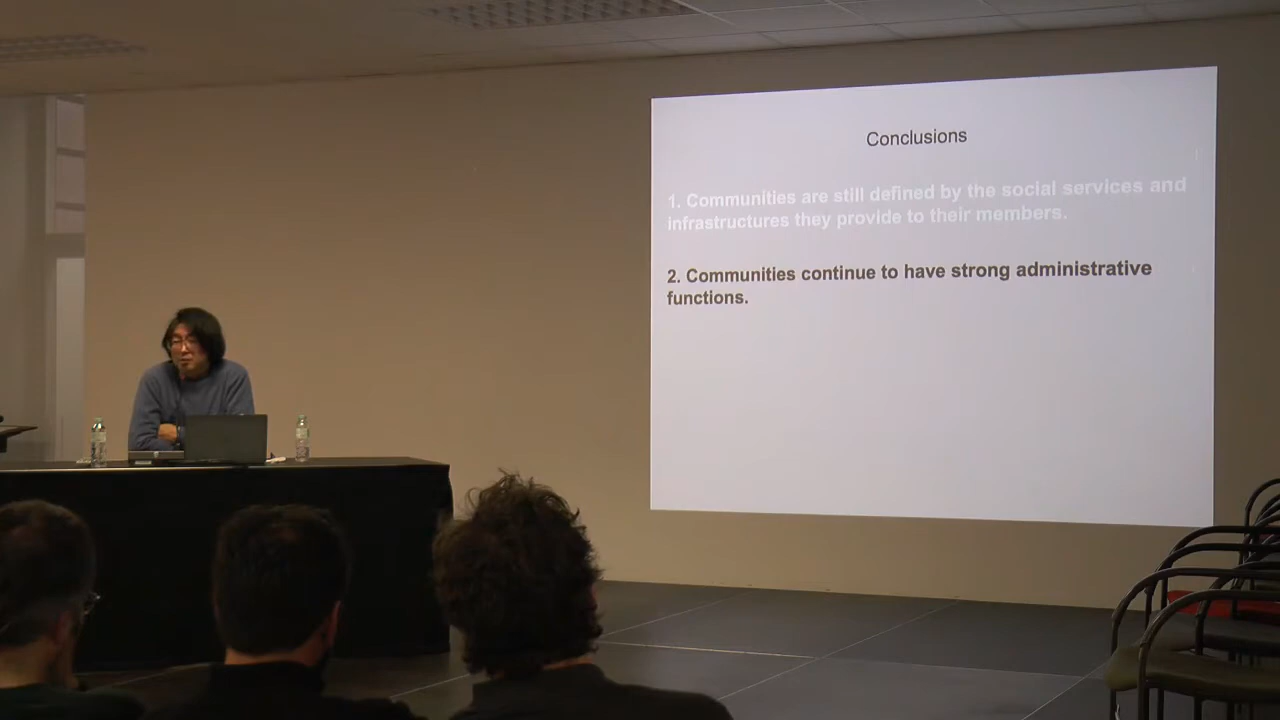 Conclusions
1. Communities are still defined by the social services and
infrastructures they provide to their members.
2. Communities continue to have strong administrative
functions.